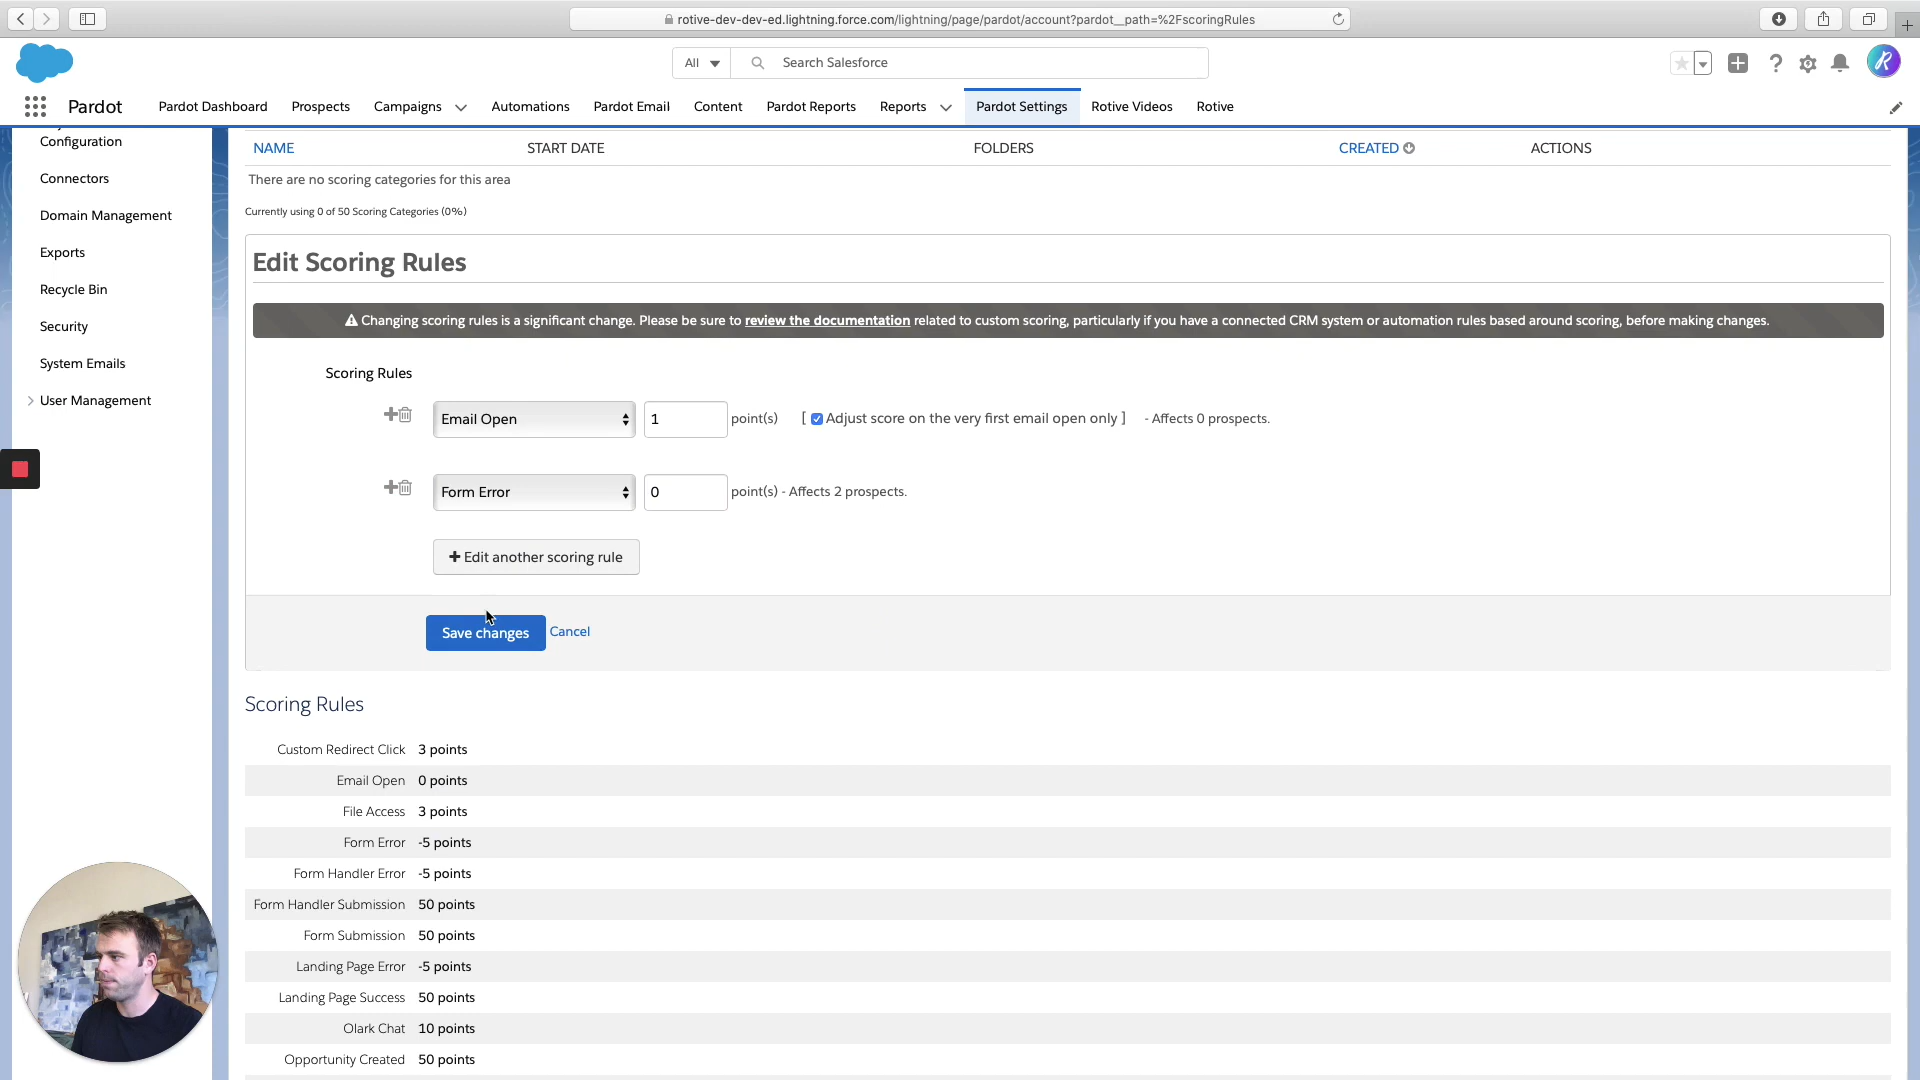 rotive-dev-dev-ed.lightning.force.com/lightning/page/pardot/account?pardot__path=%2FscoringRules
All
Search Salesforce
Pardot
Pardot Dashboard
Prospects
Campaigns
Automations
Pardot Email
Content
Pardot Reports
Reports
Pardot Settings
Rotive Videos
Rotive
Configuration
Connectors
Domain Management
Exports
Recycle Bin
Security
System Emails
User Management
NAME START DATE FOLDERS CREATED ACTIONS
There are no scoring categories for this area
Currently using 0 of 50 Scoring Categories (0%)
Edit Scoring Rules
Changing scoring rules is a significant change. Please be sure to review the documentation related to custom scoring, particularly if you have a connected CRM system or automation rules based around scoring, before making changes.
Scoring Rules
Email Open 1 point(s) [ Adjust score on the very first email open only ] - Affects 0 prospects.
Form Error 0 point(s) - Affects 2 prospects.
+ Edit another scoring rule
Save changes Cancel
Scoring Rules
Custom Redirect Click 3 points
Email Open 0 points
File Access 3 points
Form Error -5 points
Form Handler Error -5 points
Form Handler Submission 50 points
Form Submission 50 points
Landing Page Error -5 points
Landing Page Success 50 points
Olark Chat 10 points
Opportunity Created 50 points